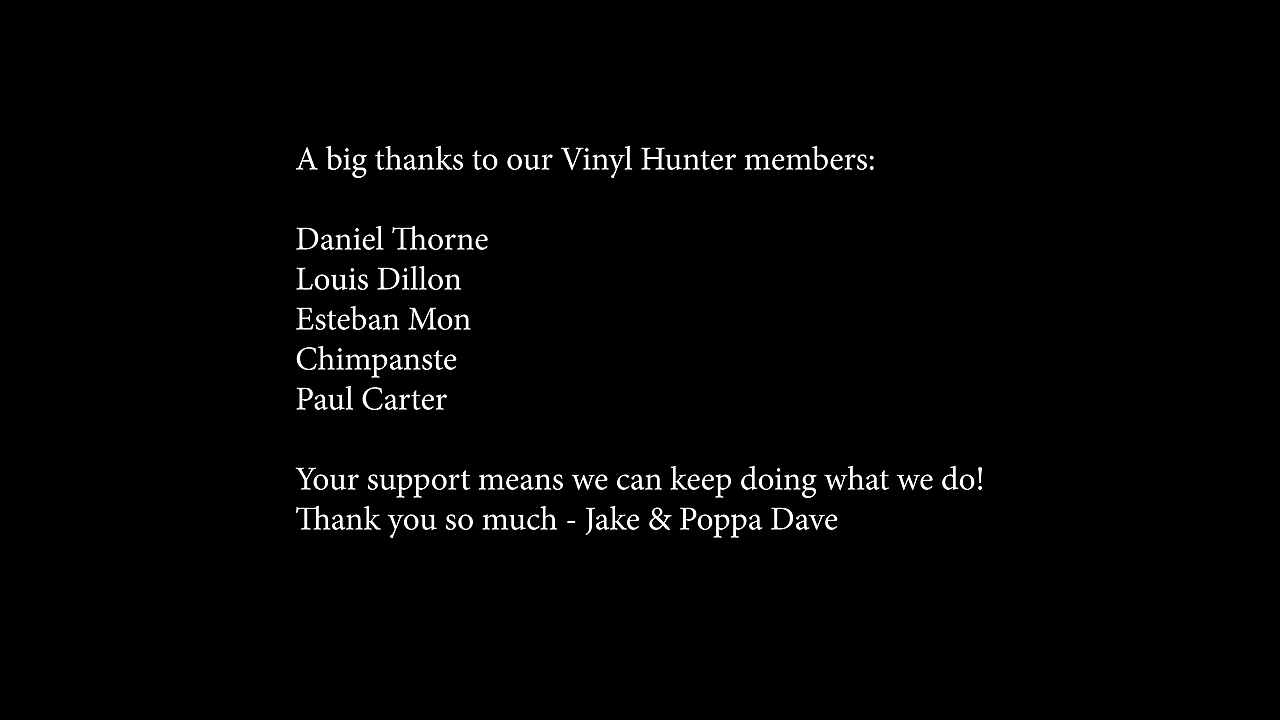 A big thanks to our Vinyl Hunter members:
Daniel Thorne
Louis Dillon
Esteban Mon
Chimpanste
Paul Carter
Your support means we can keep doing what we do!
Thank you so much - Jake & Poppa Dave